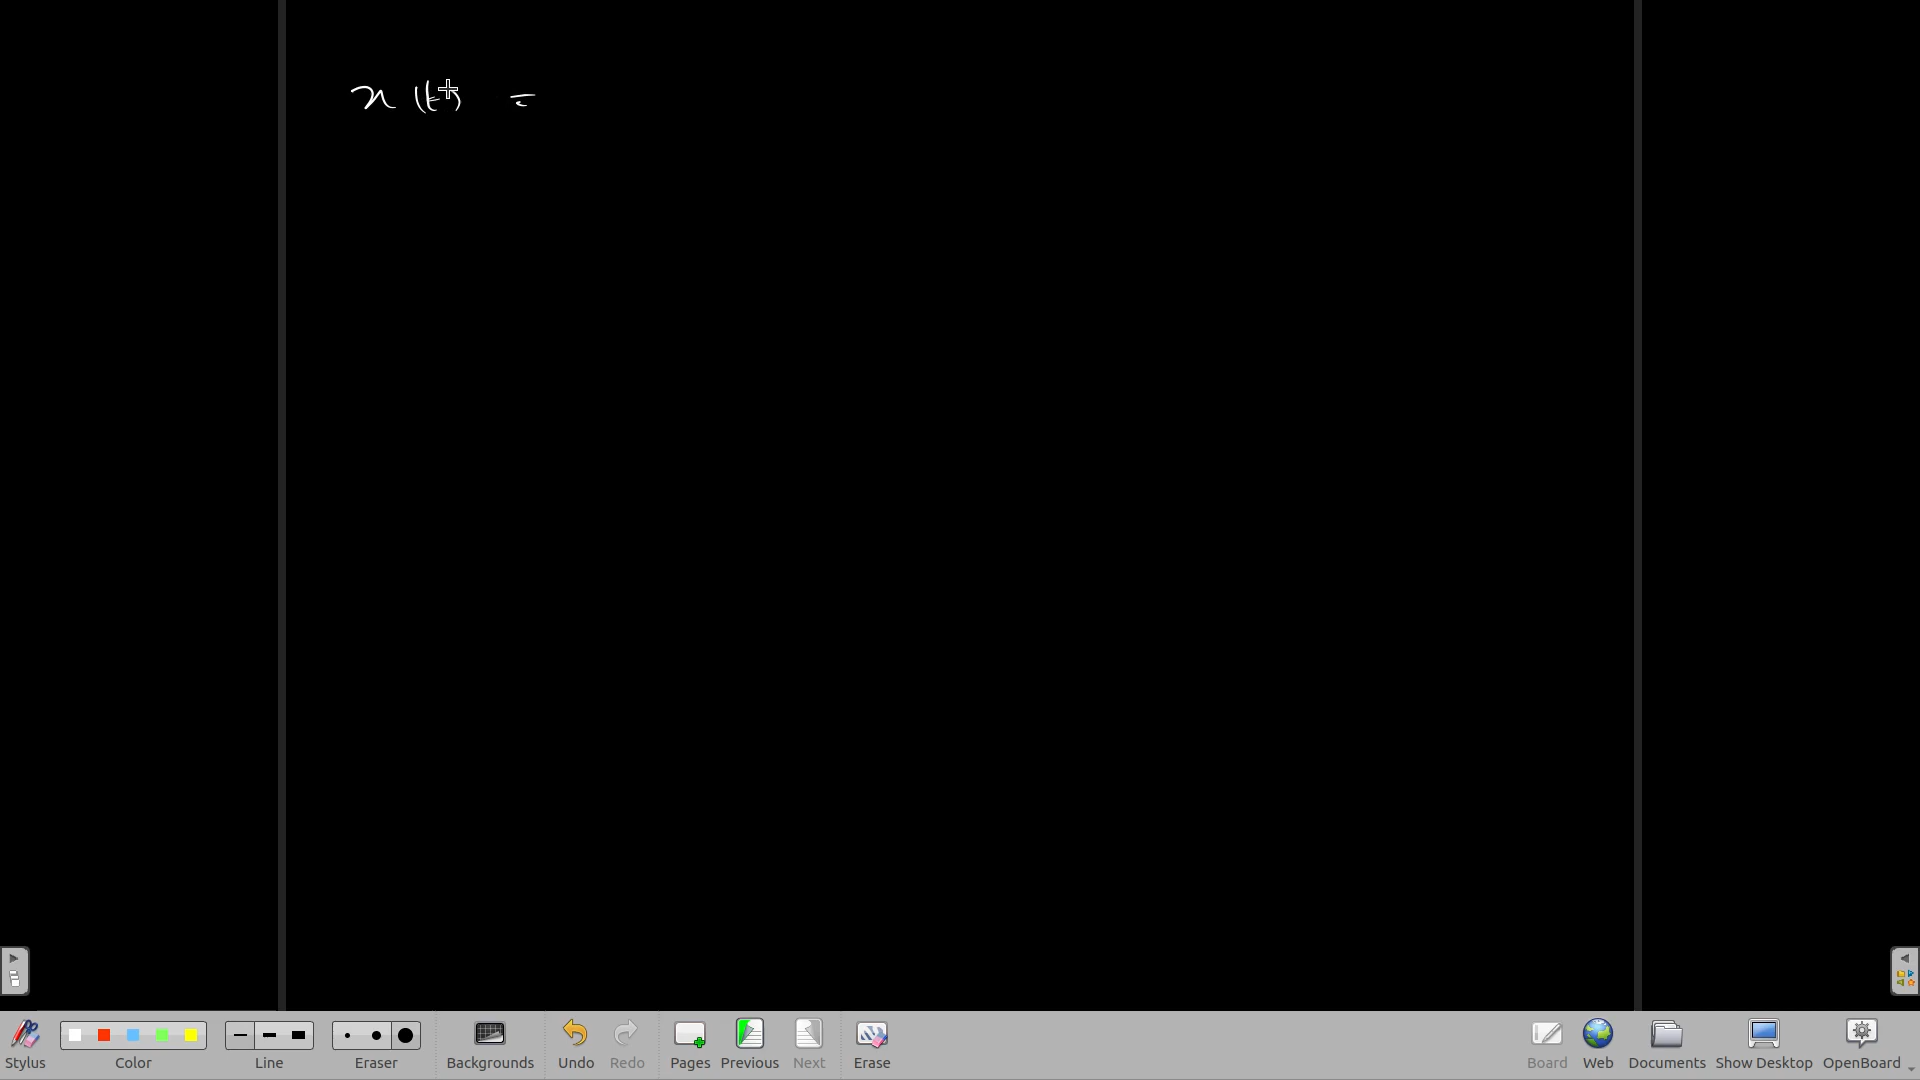 x (t) =
Stylus
Color
Line
Eraser
Backgrounds
Undo
Redo
Pages
Previous
Next
Erase
Board
Web
Documents
Show Desktop
OpenBoard